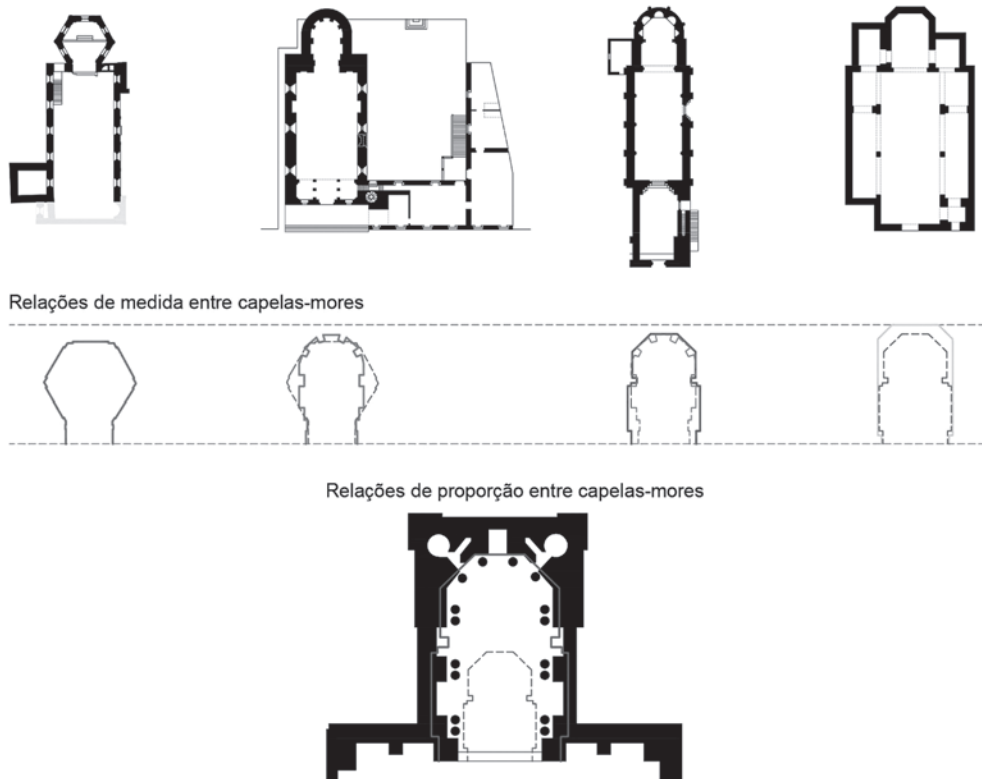 Relações de medida entre capelas-mores
Relações de proporção entre capelas-mores